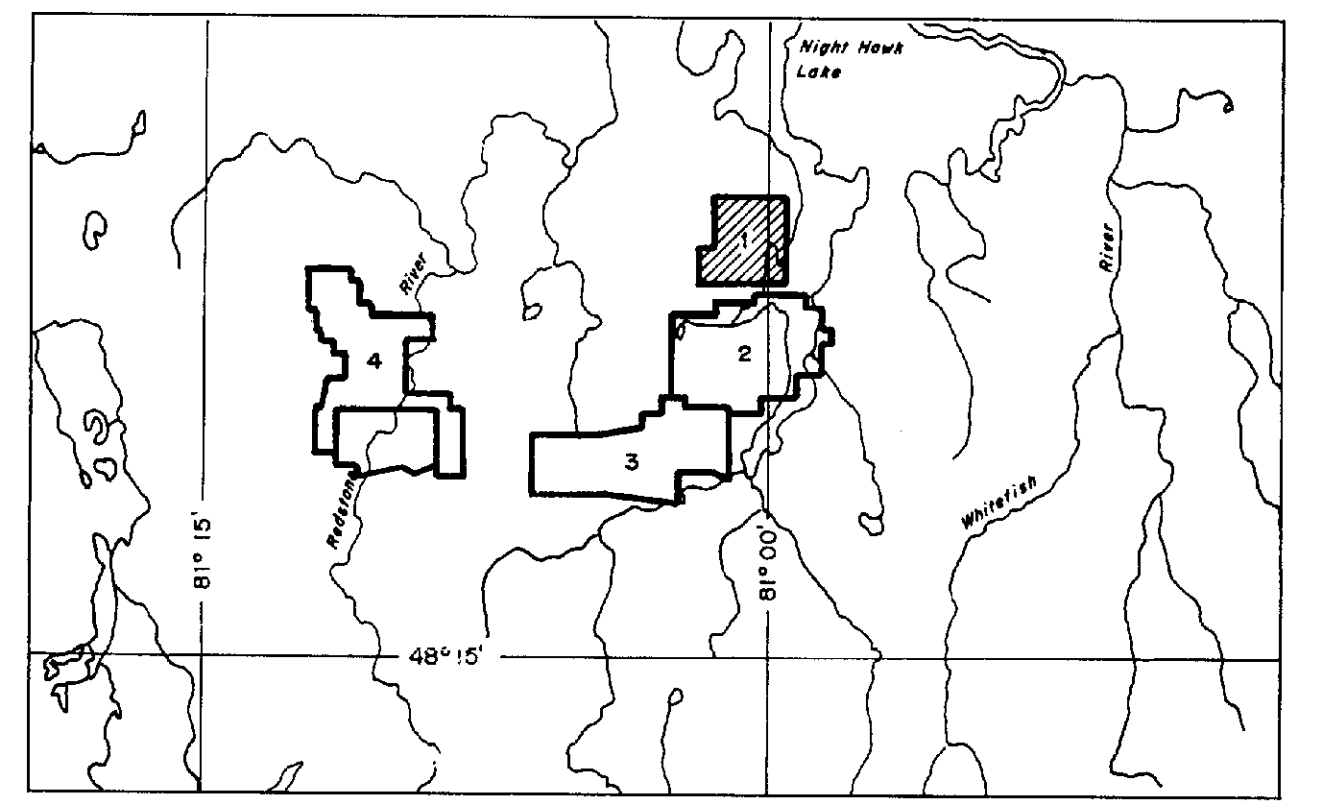 Night Hawk
Lake
1
River
River
2
4
3
Redstone
Whitefish
81° 15'
81° 00'
48° 15'